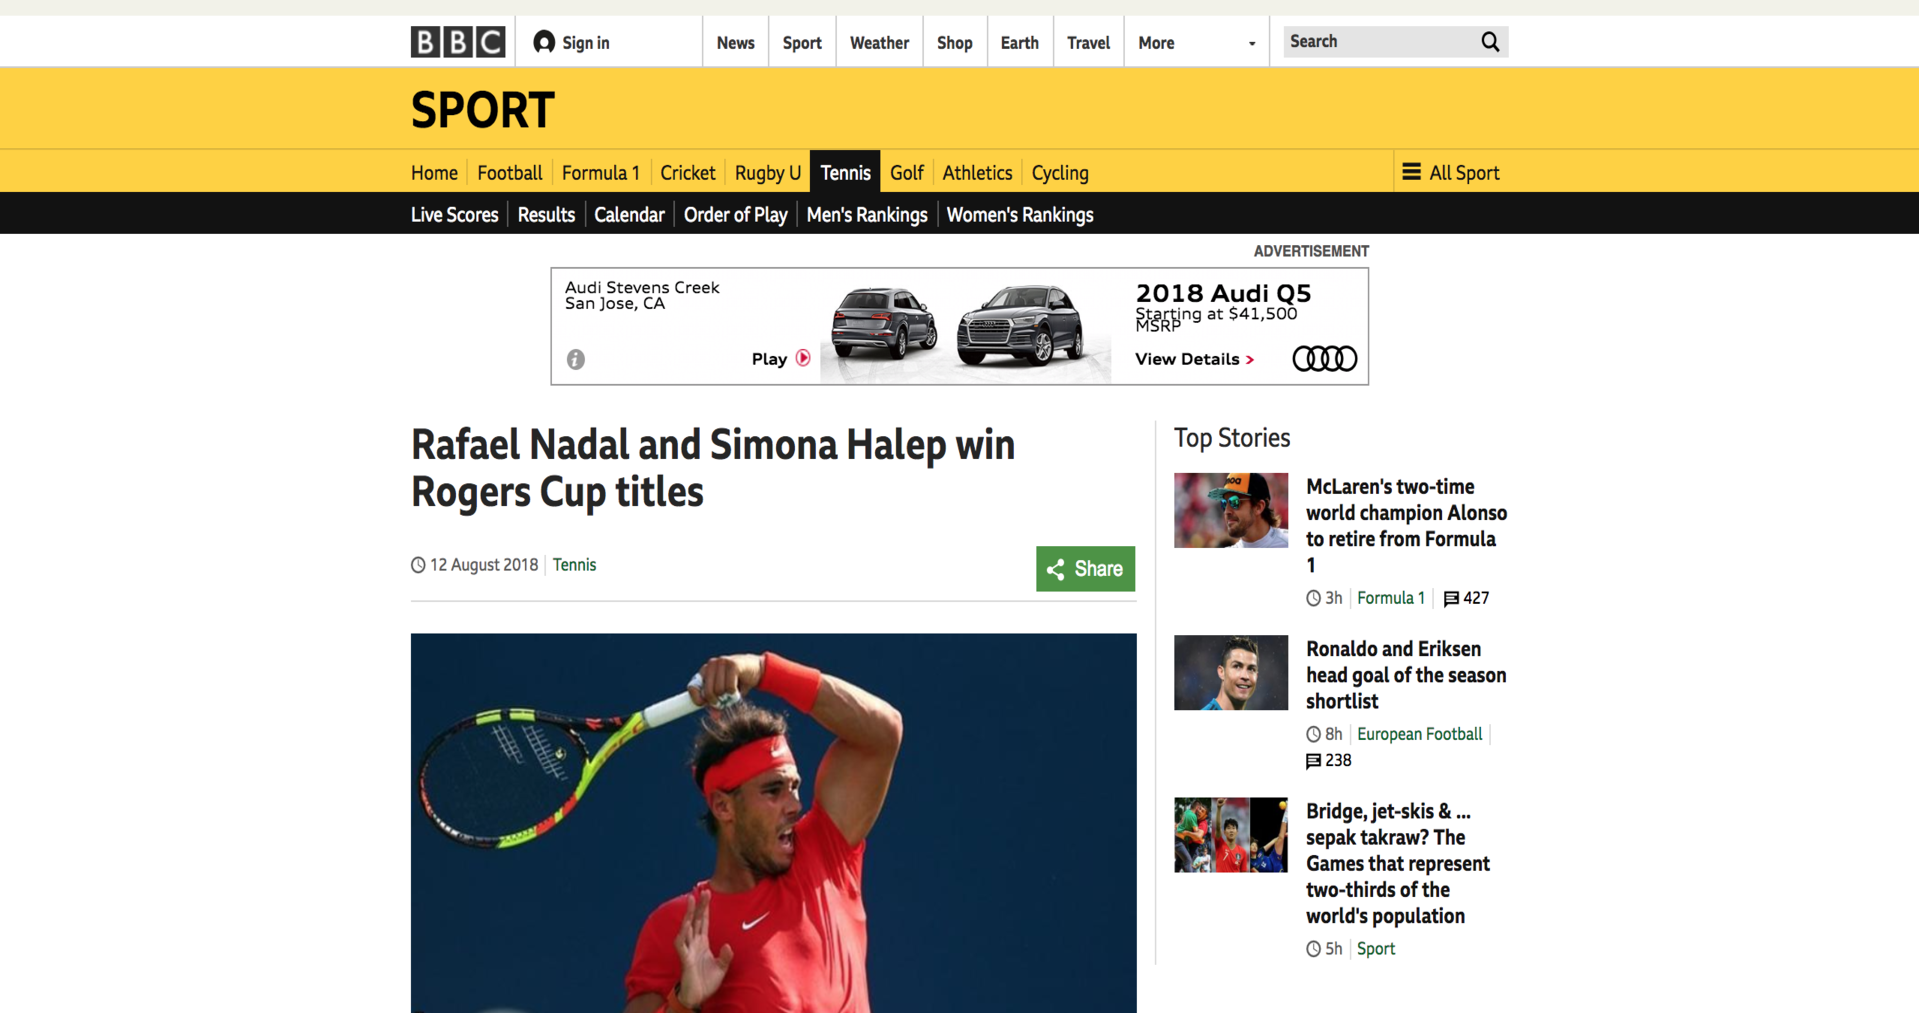 BBC
Sign in
News
Sport
Weather
Shop
Earth
Travel
More
Search
SPORT
Home
Football
Formula 1
Cricket
Rugby U
Tennis
Golf
Athletics
Cycling
All Sport
Live Scores
Results
Calendar
Order of Play
Men's Rankings
Women's Rankings
ADVERTISEMENT
Audi Stevens Creek
San Jose, CA
Play
2018 Audi Q5
Starting at $41,500
MSRP
View Details >
Rafael Nadal and Simona Halep win
Rogers Cup titles
12 August 2018
Tennis
Share
Top Stories
McLaren's two-time
world champion Alonso
to retire from Formula
1
3h
Formula 1
427
Ronaldo and Eriksen
head goal of the season
shortlist
8h
European Football
238
Bridge, jet-skis & ...
sepak takraw? The
Games that represent
two-thirds of the
world's population
5h
Sport